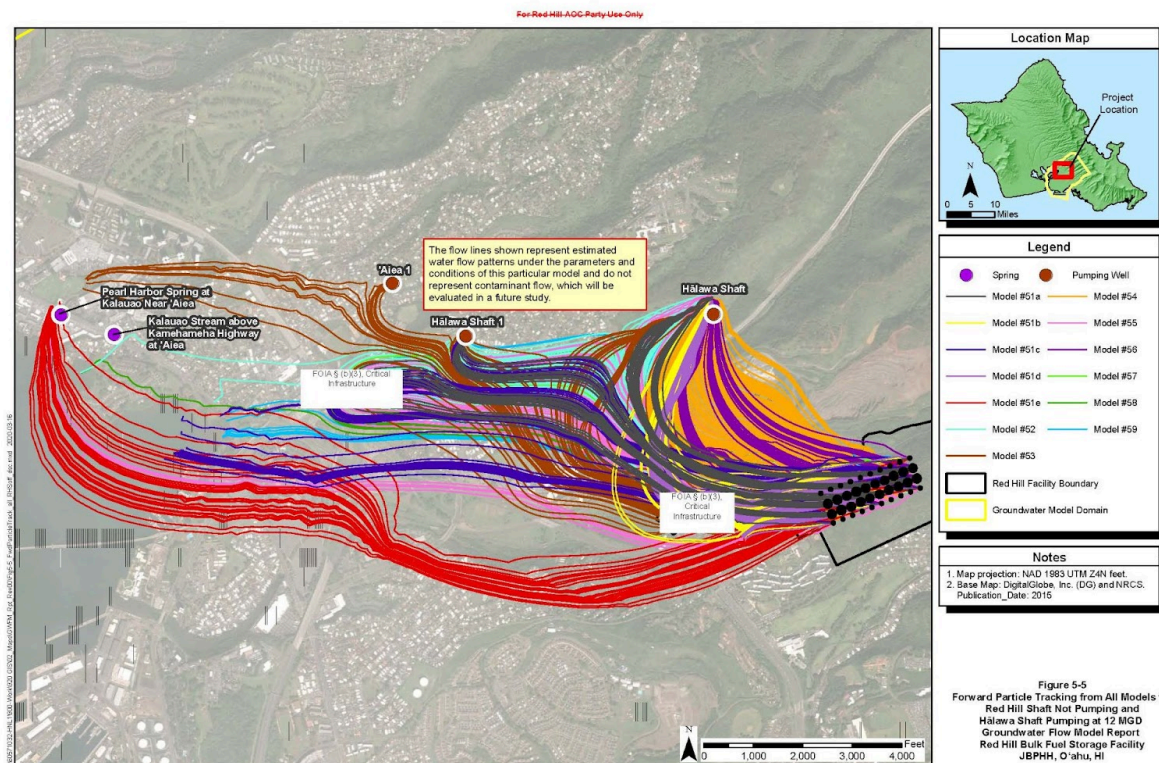 For Red Hill AOC Party Use Only
The flow lines shown represent estimated
water flow patterns under the parameters and
conditions of this particular model and do not
represent contaminant flow, which will be
evaluated in a future study.
'Aiea 1
Hālawa Shaft
Pearl Harbor Spring at
Kalauao Near 'Aiea
Hālawa Shaft 1
Kalauao Stream above
Kamehameha Highway
at 'Aiea
FOIA § (b)(3), Critical
Infrastructure
FOIA § (b)(3),
Critical
Infrastructure
N
Feet
0 1,000 2,000 3,000 4,000
Location Map
Project
Location
N
0 5 10
Miles
Legend
Spring
Pumping Well
Model #51a
Model #54
Model #51b
Model #55
Model #51c
Model #56
Model #51d
Model #57
Model #51e
Model #58
Model #52
Model #59
Model #53
Red Hill Facility Boundary
Groundwater Model Domain
Notes
1. Map projection: NAD 1983 UTM Z4N feet.
2. Base Map: DigitalGlobe, Inc. (DG) and NRCS.
Publication_Date: 2015
Figure 5-5
Forward Particle Tracking from All Models
Red Hill Shaft Not Pumping and
Hālawa Shaft Pumping at 12 MGD
Groundwater Flow Model Report
Red Hill Bulk Fuel Storage Facility
JBPHH, O'ahu, HI